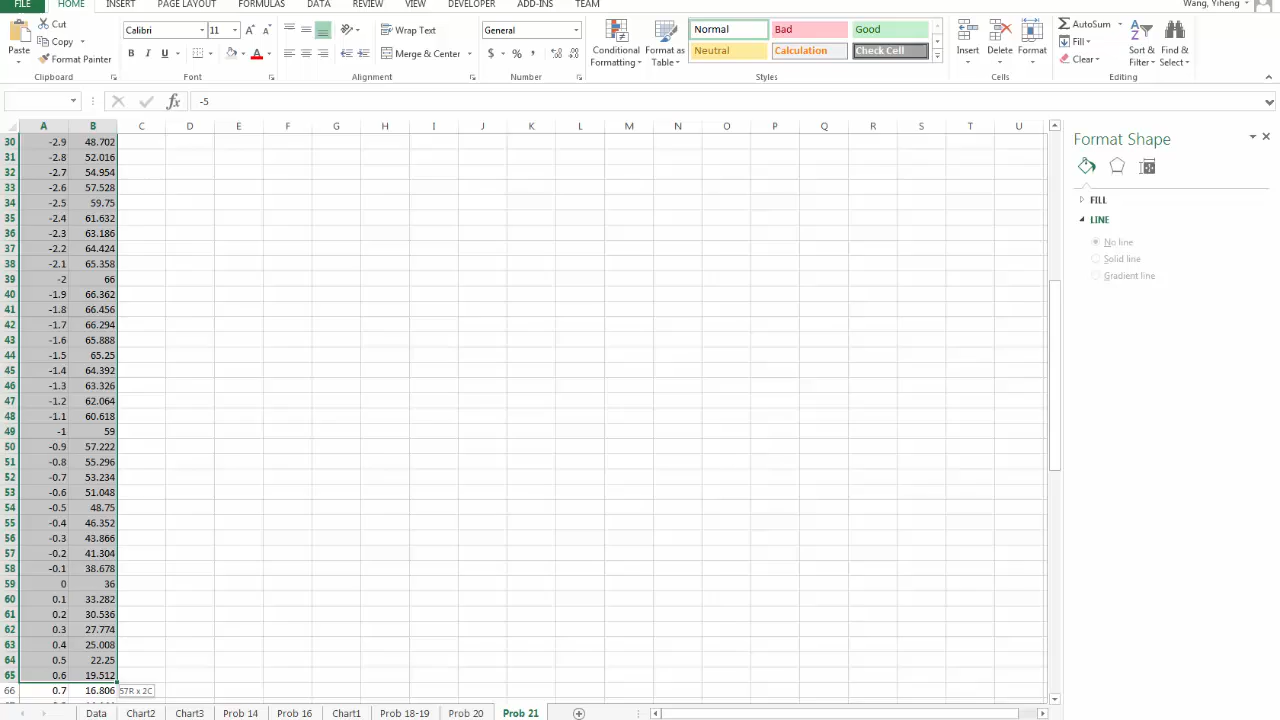 FILE HOME INSERT PAGE LAYOUT FORMULAS DATA REVIEW VIEW DEVELOPER ADD-INS TEAM Wang, Yiheng
Cut Calibri 11 Wrap Text General Normal Bad Good AutoSum
Paste Copy Conditional Format as Neutral Calculation Check Cell Insert Delete Format Fill Sort & Find &
Format Painter B I U A Merge & Center $ % , Formatting Table Clear Filter Select
Clipboard Font Alignment Number Styles Cells Editing
fx -5
A B C D E F G H I J K L M N O P Q R S T U
30 -2.9 48.702
31 -2.8 52.016
32 -2.7 54.954
33 -2.6 57.528
34 -2.5 59.75
35 -2.4 61.632
36 -2.3 63.186
37 -2.2 64.424
38 -2.1 65.358
39 -2 66
40 -1.9 66.362
41 -1.8 66.456
42 -1.7 66.294
43 -1.6 65.888
44 -1.5 65.25
45 -1.4 64.392
46 -1.3 63.326
47 -1.2 62.064
48 -1.1 60.618
49 -1 59
50 -0.9 57.222
51 -0.8 55.296
52 -0.7 53.234
53 -0.6 51.048
54 -0.5 48.75
55 -0.4 46.352
56 -0.3 43.866
57 -0.2 41.304
58 -0.1 38.678
59 0 36
60 0.1 33.282
61 0.2 30.536
62 0.3 27.774
63 0.4 25.008
64 0.5 22.25
65 0.6 19.512
66 0.7 16.806 57R x 2C
Format Shape
FILL
LINE
No line
Solid line
Gradient line
Data Chart2 Chart3 Prob 14 Prob 16 Chart1 Prob 18-19 Prob 20 Prob 21